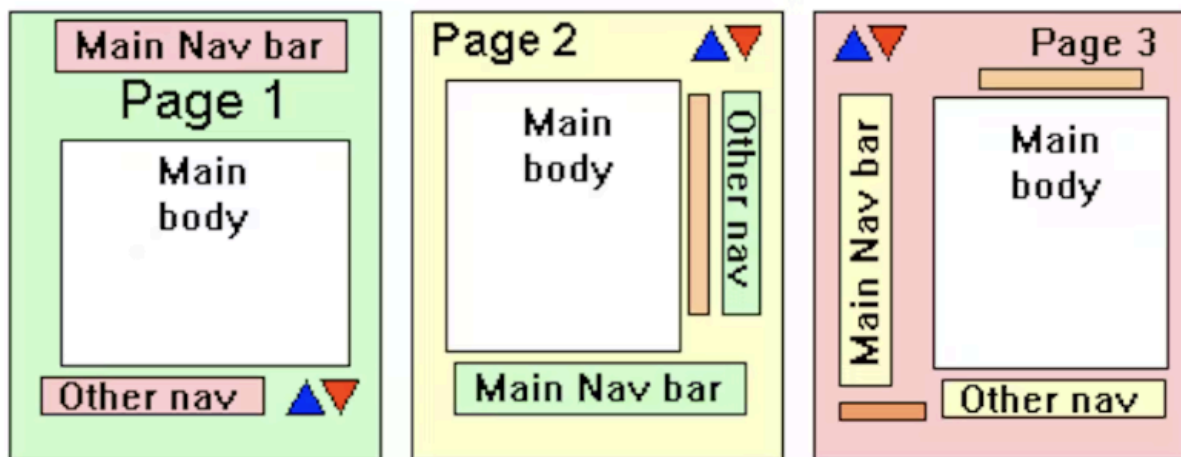 Main Nav bar
Page 1
Main
body
Other nav
Page 2
Main
body
Other nav
Main Nav bar
Page 3
Main Nav bar
Main
body
Other nav